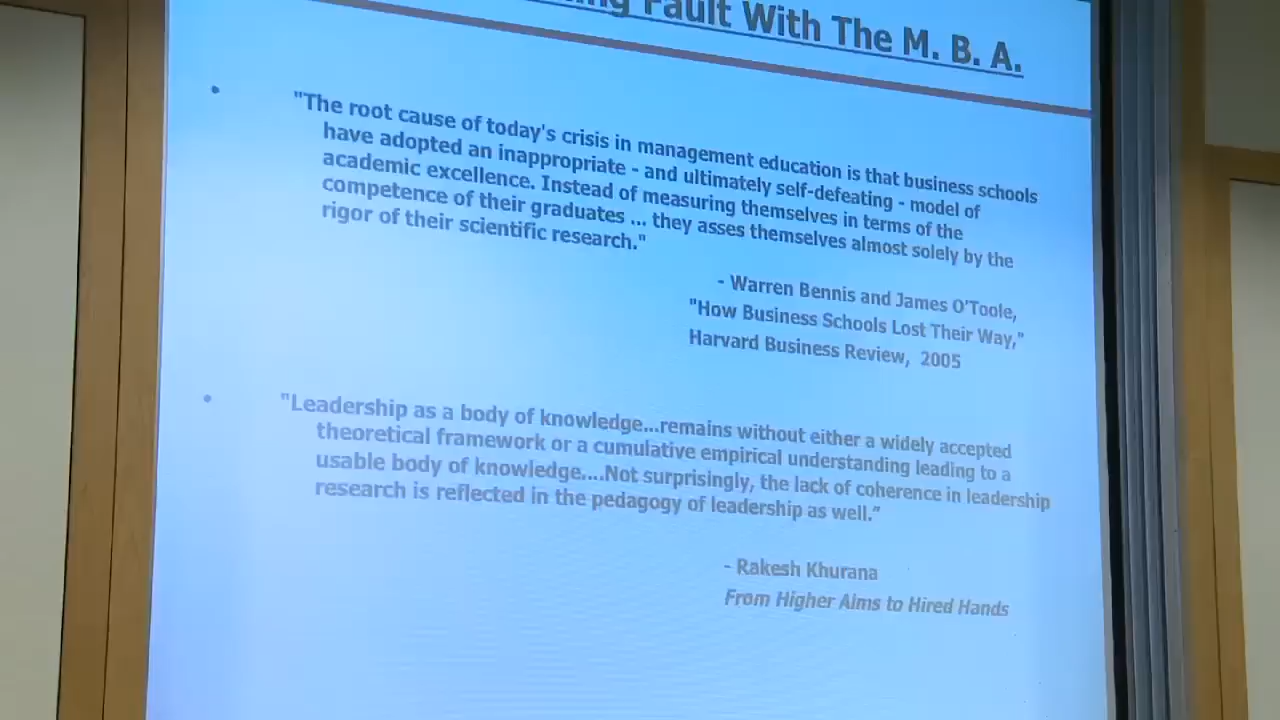 Fault With The M. B. A.
• "The root cause of today's crisis in management education is that business schools
have adopted an inappropriate - and ultimately self-defeating - model of
academic excellence. Instead of measuring themselves in terms of the
competence of their graduates ... they asses themselves almost solely by the
rigor of their scientific research."
- Warren Bennis and James O'Toole,
"How Business Schools Lost Their Way,"
Harvard Business Review, 2005
• "Leadership as a body of knowledge...remains without either a widely accepted
theoretical framework or a cumulative empirical understanding leading to a
usable body of knowledge....Not surprisingly, the lack of coherence in leadership
research is reflected in the pedagogy of leadership as well.”
- Rakesh Khurana
From Higher Aims to Hired Hands